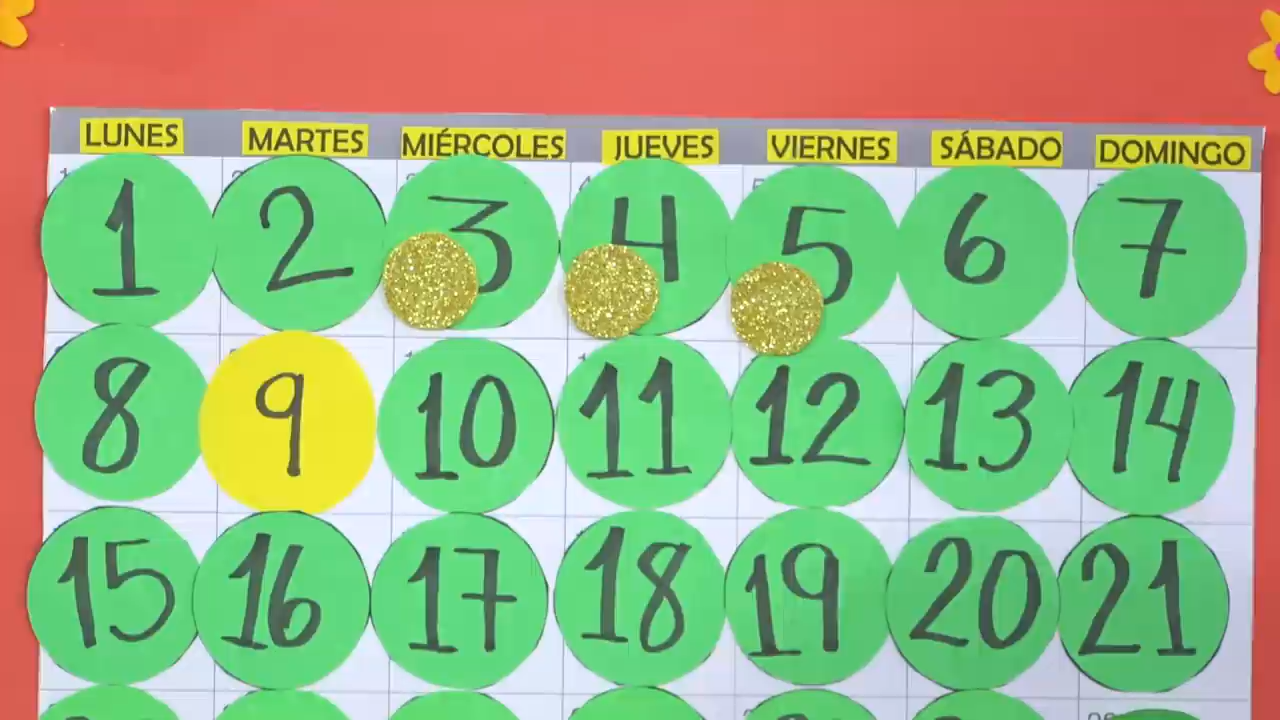 LUNES MARTES MIÉRCOLES JUEVES VIERNES SÁBADO DOMINGO
1 2 3 4 5 6 7
8 9 10 11 12 13 14
15 16 17 18 19 20 21